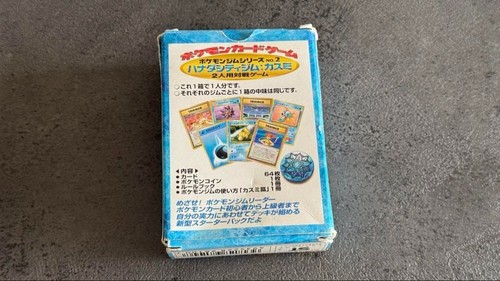 ポケモンカードゲーム
ポケモンジムシリーズ no.2
ハナダシティジム:カスミ
2人用対戦ゲーム
○これ1箱で1人分です。
○それぞれのジムごとに1箱の中味は同じです。
<内容>
●カード 64枚
●ポケモンコイン 1枚
●ルールブック 1冊
●ポケモンジムの使い方「カスミ篇」1冊
めざせ!ポケモンジムリーダー
ポケモンカード初心者から上級者まで
自分の実力にあわせてデッキが組める
新型スターターパックだよ